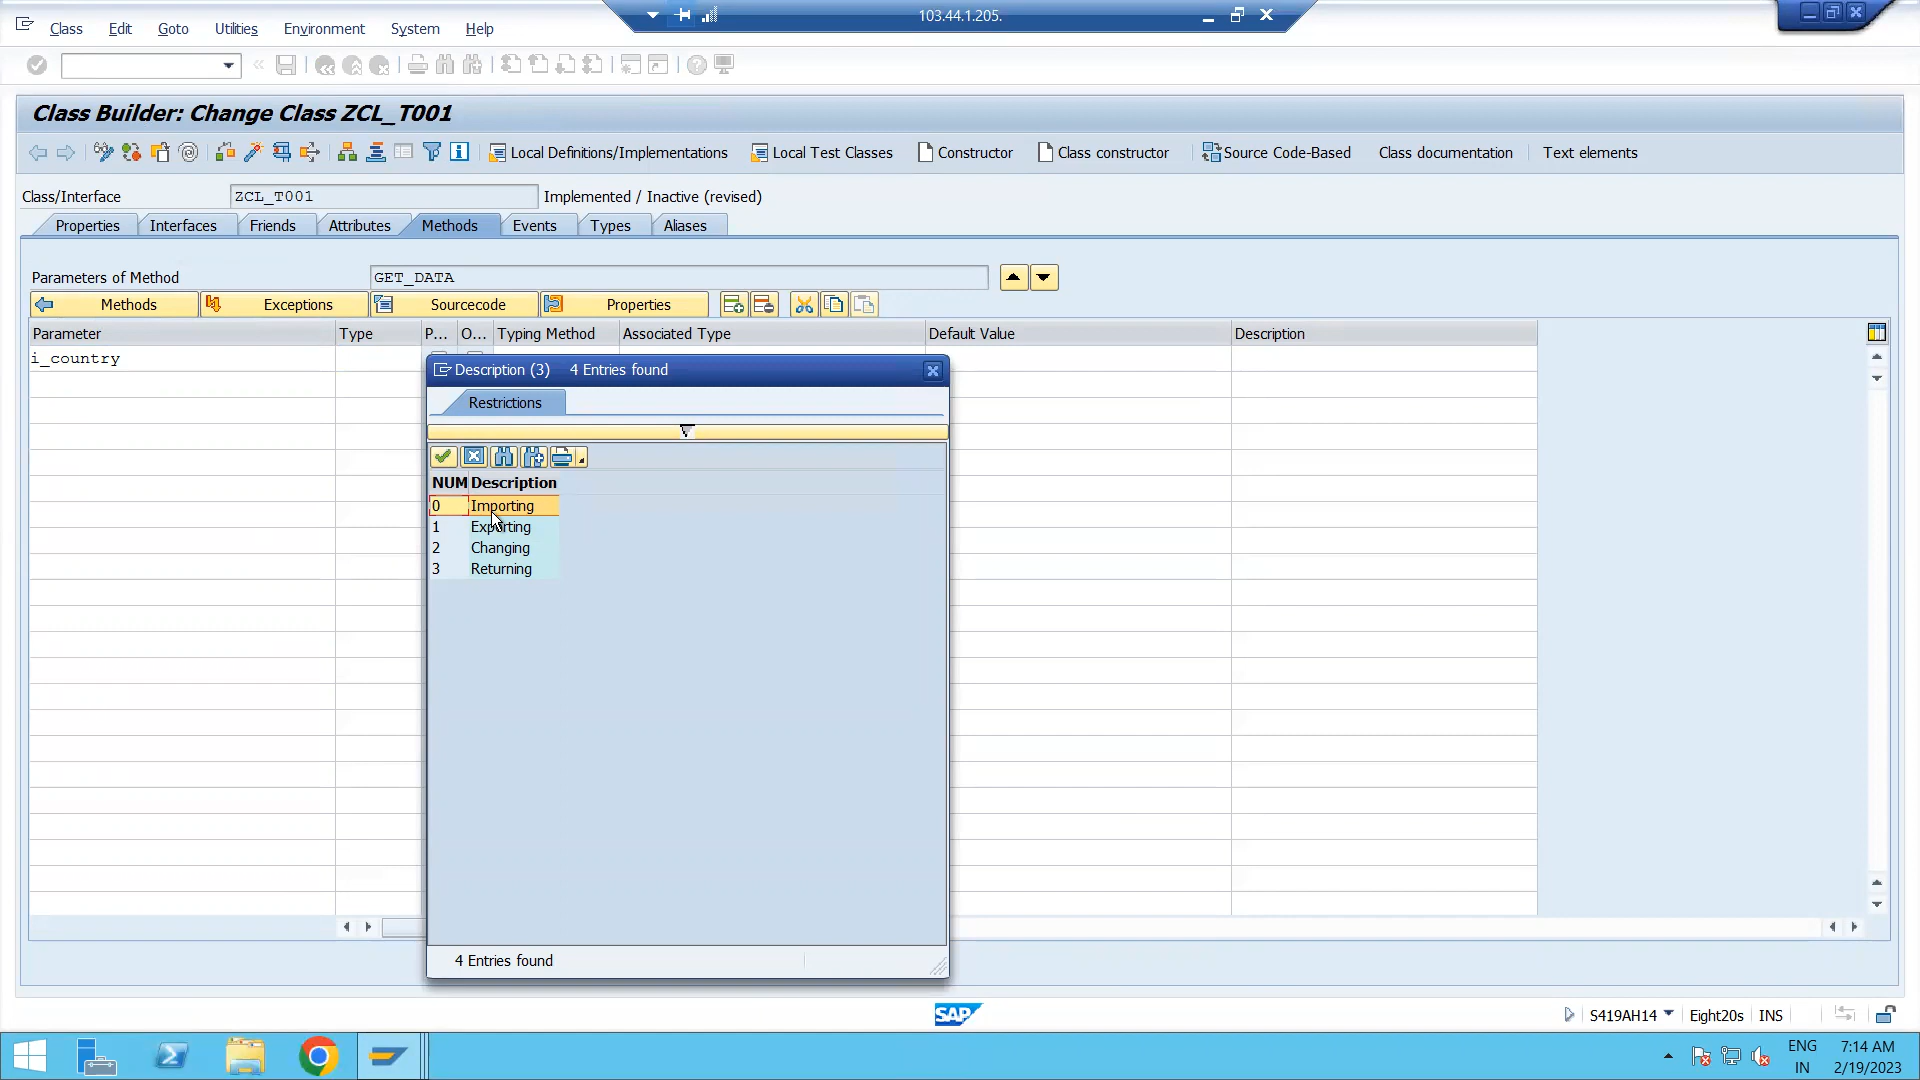 103.44.1.205.
Class Edit Goto Utilities Environment System Help
Class Builder: Change Class ZCL_T001
Local Definitions/Implementations Local Test Classes Constructor Class constructor Source Code-Based Class documentation Text elements
Class/Interface ZCL_T001 Implemented / Inactive (revised)
Properties Interfaces Friends Attributes Methods Events Types Aliases
Parameters of Method GET_DATA
Methods Exceptions Sourcecode Properties
Parameter Type P... O... Typing Method Associated Type Default Value Description
i_country
Description (3) 4 Entries found
Restrictions
NUM Description
0 Importing
1 Exporting
2 Changing
3 Returning
4 Entries found
SAP S419AH14 Eight20s INS
ENG 7:14 AM
IN 2/19/2023